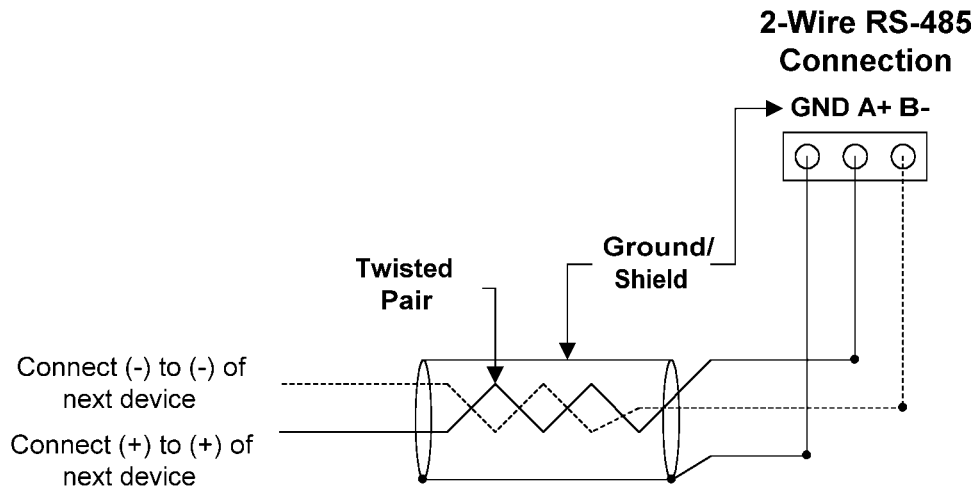 2-Wire RS-485
Connection
GND A+ B-
Ground/
Shield
Twisted
Pair
Connect (-) to (-) of
next device
Connect (+) to (+) of
next device